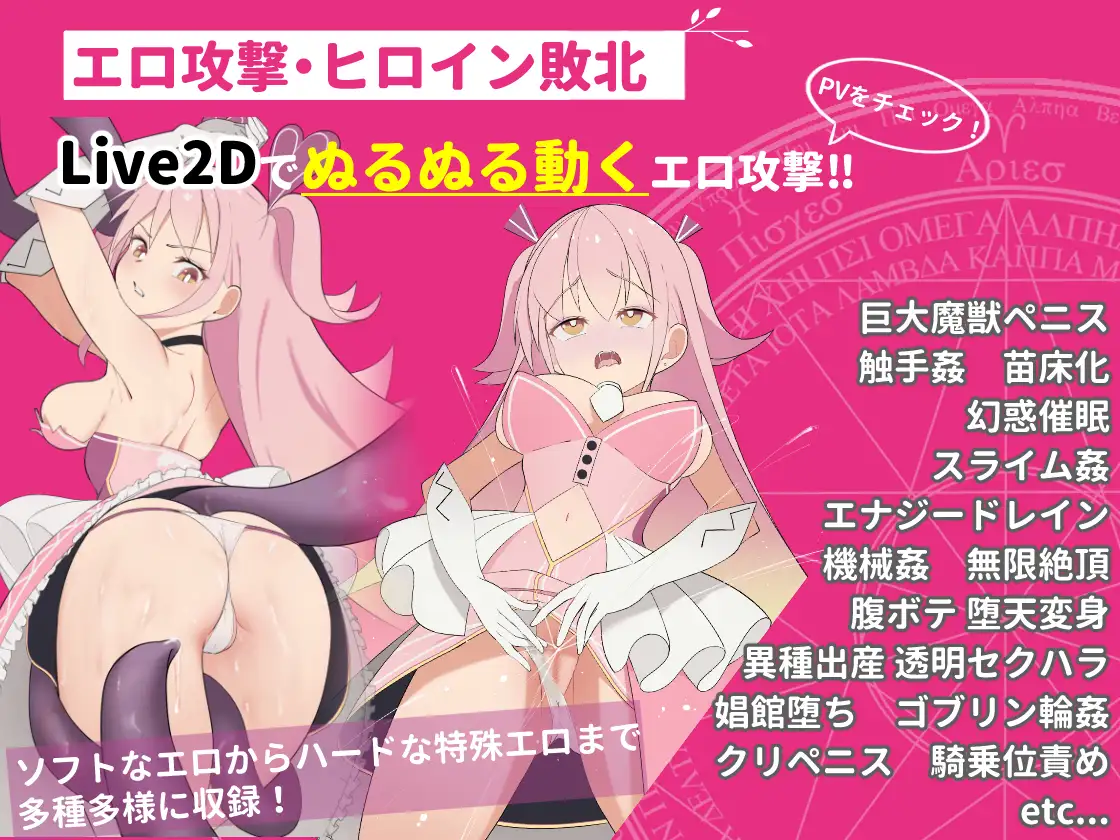 エロ攻撃・ヒロイン敗北
PVをチェック！
Live2Dでぬるぬる動くエロ攻撃!!
Aριεσ
Πισχεσ
巨大魔獣ペニス
触手姦　苗床化
幻惑催眠
スライム姦
エナジードレイン
機械姦　無限絶頂
腹ボテ 堕天変身
異種出産 透明セクハラ
娼館堕ち　ゴブリン輪姦
クリペニス　騎乗位責め
etc...
ソフトなエロからハードな特殊エロまで
多種多様に収録！